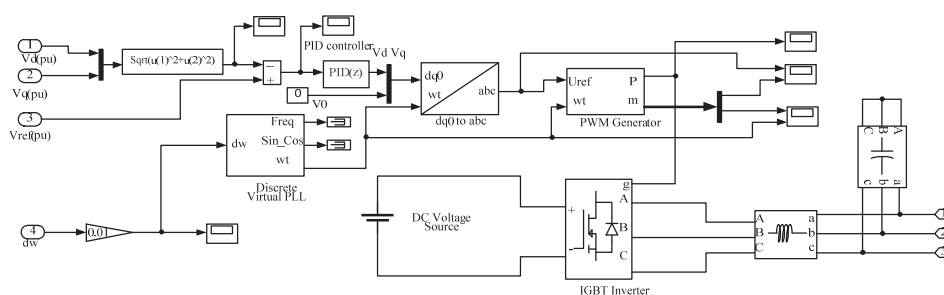 1
Vd(pu)
2
Vq(pu)
3
Vref(pu)
Sqrt(u(1)^2+u(2)^2)
−
+
PID controller
PID(z)
Vd Vq
0
V0
dq0
wt
abc
dq0 to abc
Uref
wt
P
m
PWM Generator
dw
Freq
Sin_Cos
wt
Discrete
Virtual PLL
4
dw
0.01
DC Voltage
Source
+
-
g
A
B
C
IGBT Inverter
A
B
C
a
b
c
A
B
C
a
b
c
1
2
3